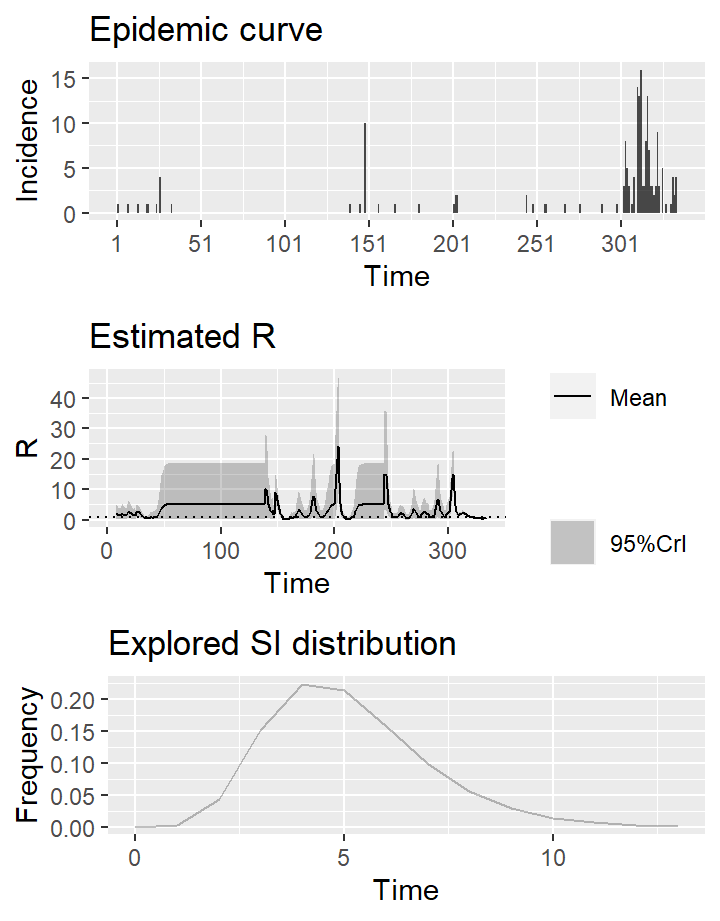 Epidemic curve
15
10
5
0
Incidence
1 51 101 151 201 251 301
Time
Estimated R
40
30
20
10
0
R
0 100 200 300
Time
Mean
95%CrI
Explored SI distribution
0.20
0.15
0.10
0.05
0.00
Frequency
0 5 10
Time